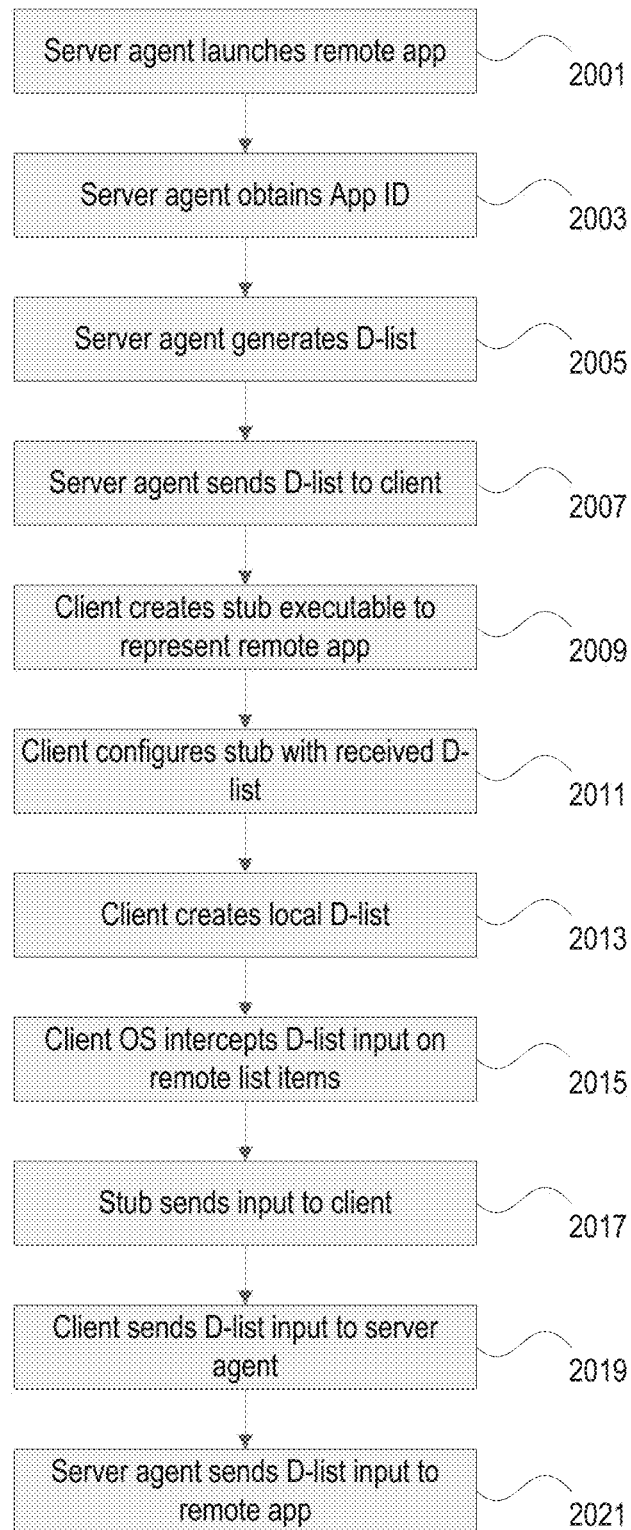 Server agent launches remote app
2001
Server agent obtains App ID
2003
Server agent generates D-list
2005
Server agent sends D-list to client
2007
Client creates stub executable to
represent remote app
2009
Client configures stub with received D-
list
2011
Client creates local D-list
2013
Client OS intercepts D-list input on
remote list items
2015
Stub sends input to client
2017
Client sends D-list input to server
agent
2019
Server agent sends D-list input to
remote app
2021